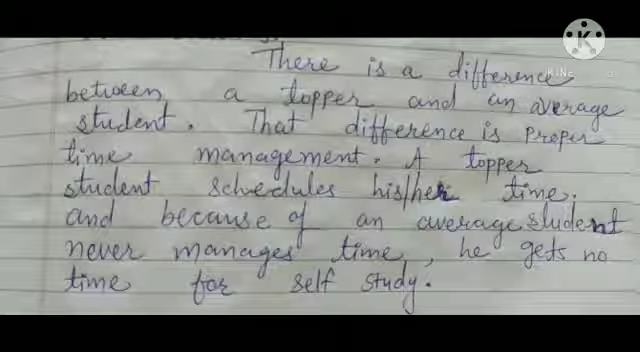 There is a difference
between a topper and an average
student. That difference is proper
time management. A topper
student schedules his/her time.
and because of an average student
never manages time, he gets no
time for self study.